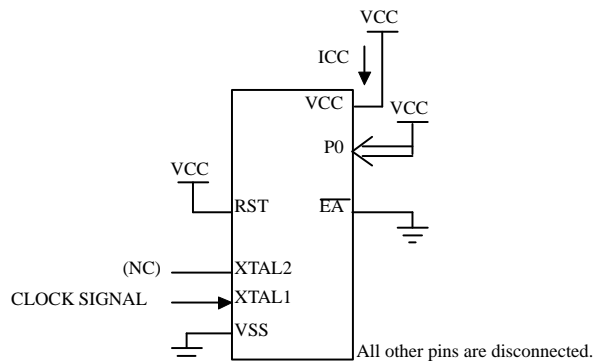 VCC
ICC
VCC
VCC
P0
VCC
RST
EA
(NC)
XTAL2
CLOCK SIGNAL
XTAL1
VSS
All other pins are disconnected.